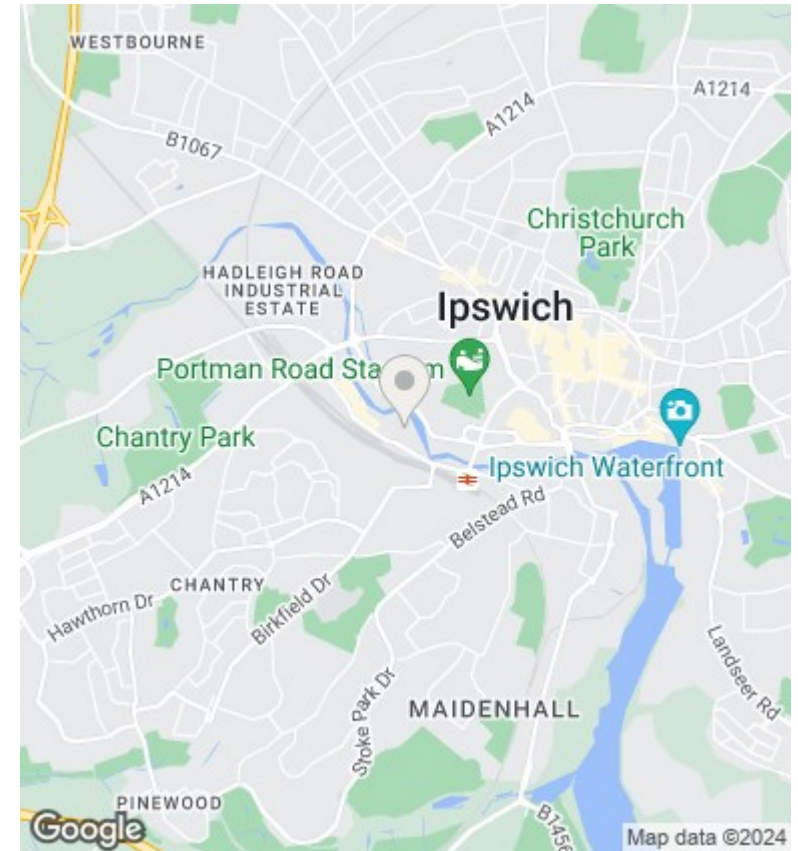 WESTBOURNE
A1214
A1214
B1067
Christchurch
Park
HADLEIGH ROAD
INDUSTRIAL
ESTATE
Ipswich
Portman Road Sta m
Chantry Park
Ipswich Waterfront
A1214
Belstead Rd
CHANTRY
Hawthorn Dr
Birkfield Dr
Landseer Rd
Stoke Park Dr
MAIDENHALL
PINEWOOD
B1456
Google
Map data ©2024